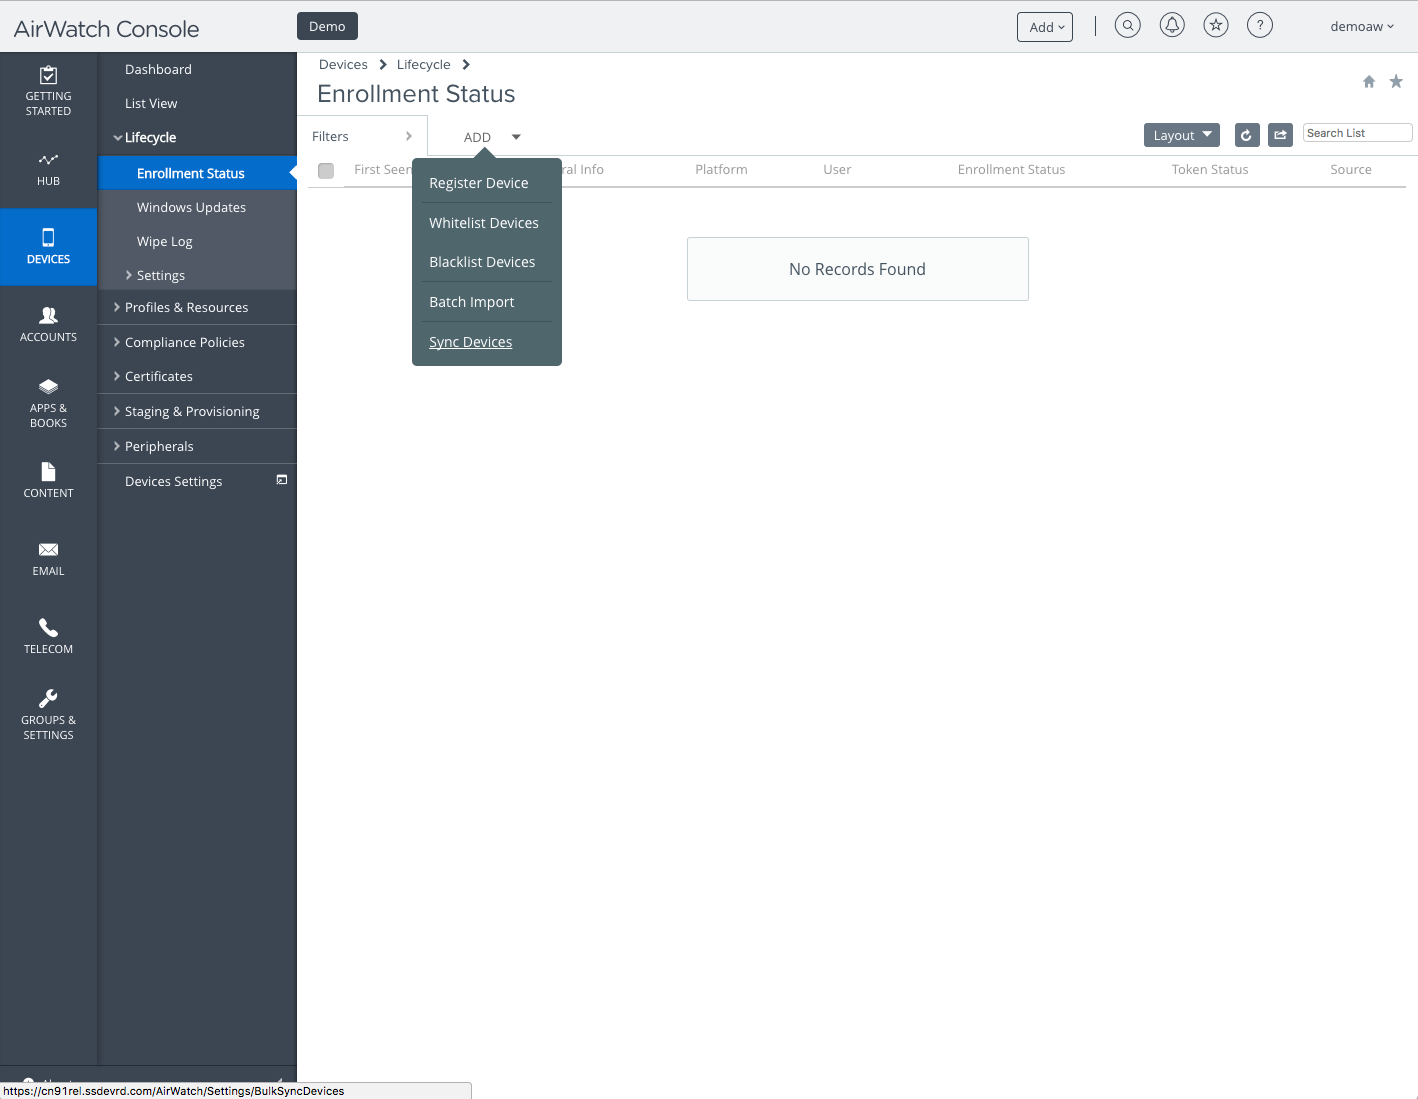 AirWatch Console
Demo
Add
?
demoaw
GETTING
STARTED
HUB
DEVICES
ACCOUNTS
APPS &
BOOKS
CONTENT
EMAIL
TELECOM
GROUPS &
SETTINGS
Dashboard
List View
Lifecycle
Enrollment Status
Windows Updates
Wipe Log
Settings
Profiles & Resources
Compliance Policies
Certificates
Staging & Provisioning
Peripherals
Devices Settings
Devices > Lifecycle >
Enrollment Status
Filters
ADD
Layout
Search List
First Seen
ral Info
Platform
User
Enrollment Status
Token Status
Source
Register Device
Whitelist Devices
Blacklist Devices
Batch Import
Sync Devices
No Records Found
https://cn91rel.ssdevrd.com/AirWatch/Settings/BulkSyncDevices